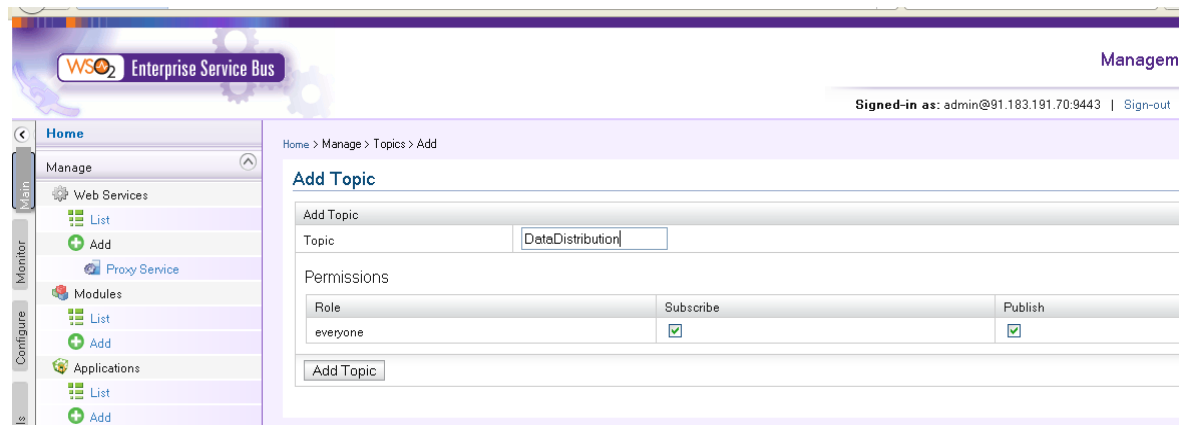 WSO2 Enterprise Service Bus
Managem
Signed-in as: admin@91.183.191.70:9443 | Sign-out
Main
Monitor
Configure
ls
Home
Manage
Web Services
List
Add
Proxy Service
Modules
List
Add
Applications
List
Add
Home > Manage > Topics > Add
Add Topic
Add Topic
Topic DataDistribution
Permissions
Role Subscribe Publish
everyone
Add Topic